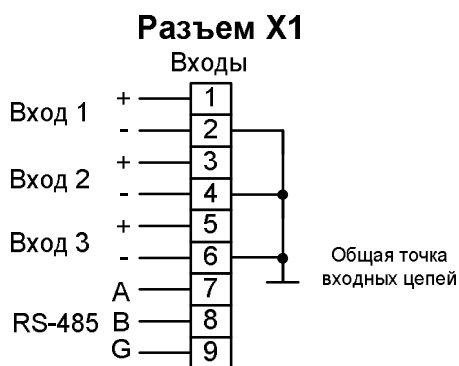 Разъем X1
Входы
Вход 1 + 1
- 2
Вход 2 + 3
- 4
Вход 3 + 5
- 6
Общая точка
входных цепей
A 7
RS-485 B 8
G 9